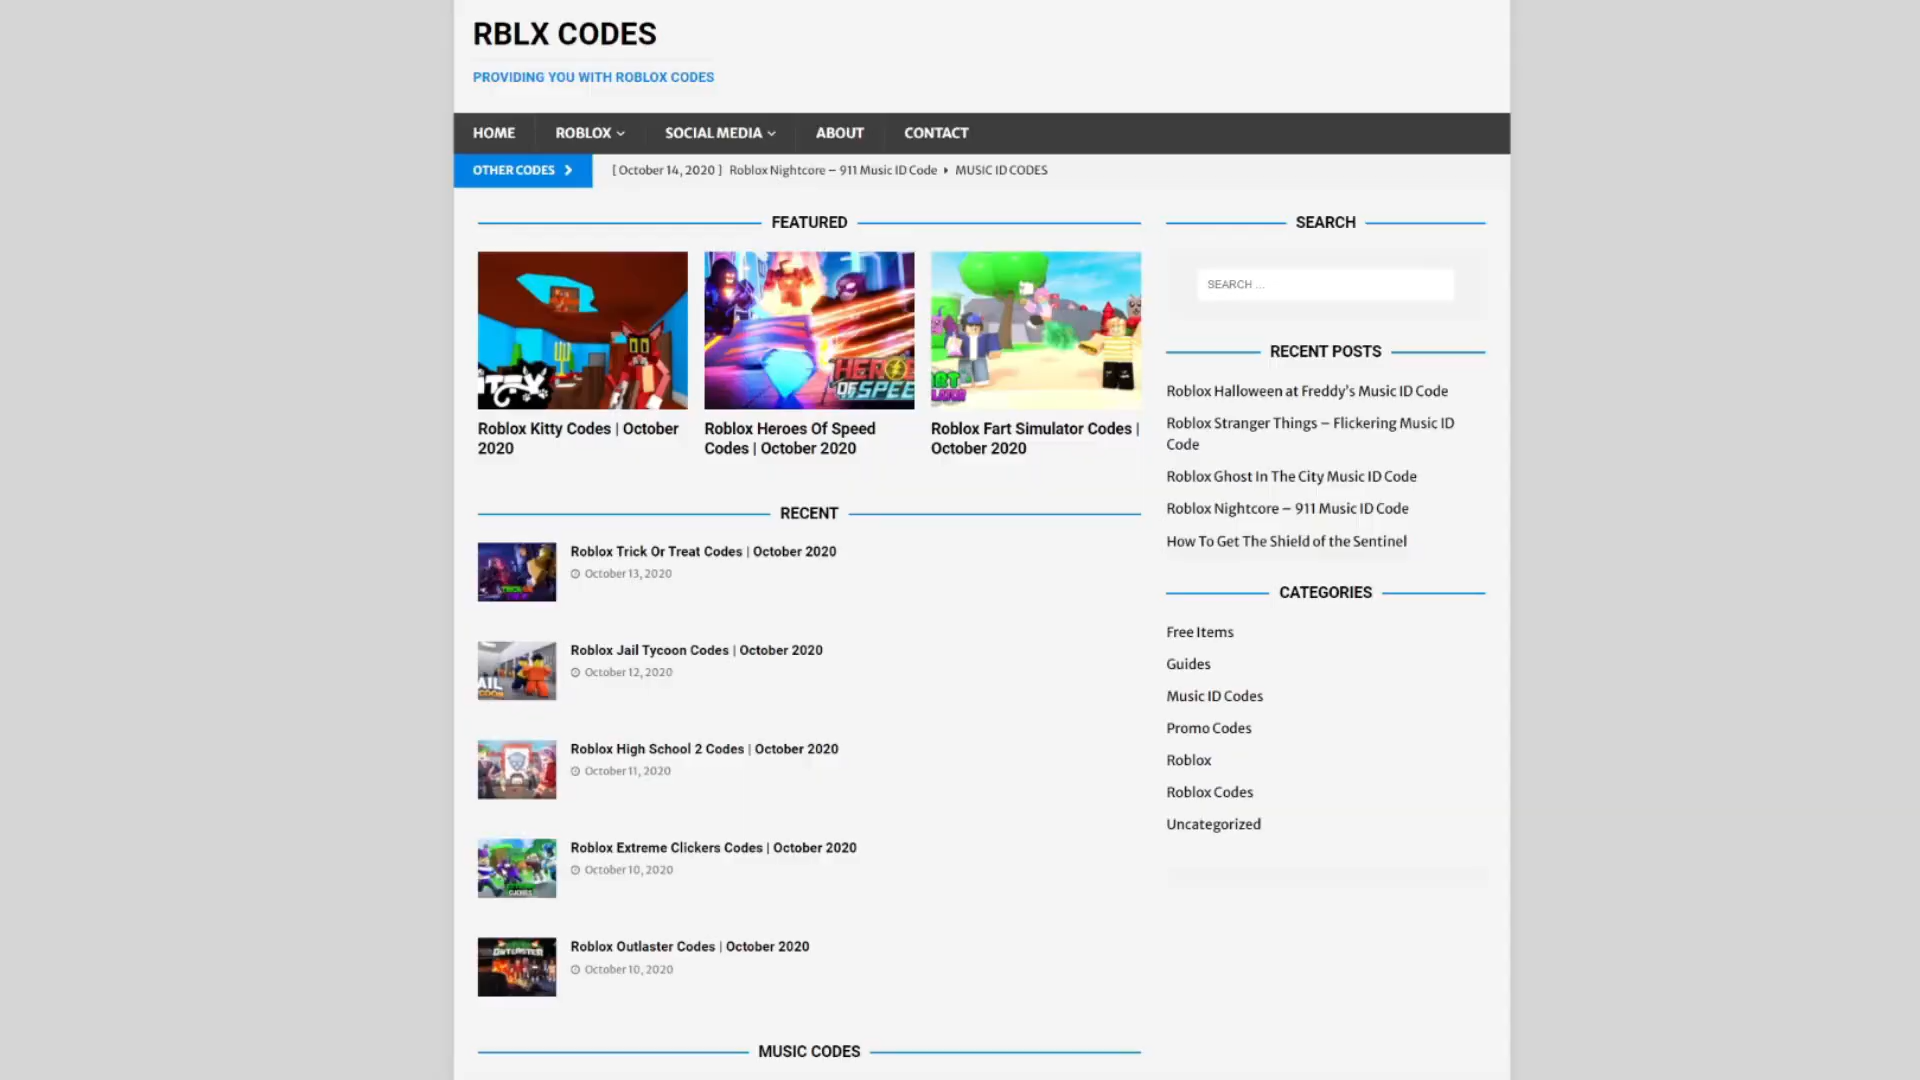 RBLX CODES
PROVIDING YOU WITH ROBLOX CODES
HOME ROBLOX SOCIAL MEDIA ABOUT CONTACT
OTHER CODES [ October 14, 2020 ] Roblox Nightcore – 911 Music ID Code MUSIC ID CODES
FEATURED
HEROES
OF SPEED
Roblox Kitty Codes | October
2020
Roblox Heroes Of Speed
Codes | October 2020
Roblox Fart Simulator Codes |
October 2020
RECENT
Roblox Trick Or Treat Codes | October 2020
October 13, 2020
Roblox Jail Tycoon Codes | October 2020
October 12, 2020
Roblox High School 2 Codes | October 2020
October 11, 2020
Roblox Extreme Clickers Codes | October 2020
October 10, 2020
OUTLASTER
Roblox Outlaster Codes | October 2020
October 10, 2020
MUSIC CODES
SEARCH
SEARCH ...
RECENT POSTS
Roblox Halloween at Freddy’s Music ID Code
Roblox Stranger Things – Flickering Music ID
Code
Roblox Ghost In The City Music ID Code
Roblox Nightcore – 911 Music ID Code
How To Get The Shield of the Sentinel
CATEGORIES
Free Items
Guides
Music ID Codes
Promo Codes
Roblox
Roblox Codes
Uncategorized